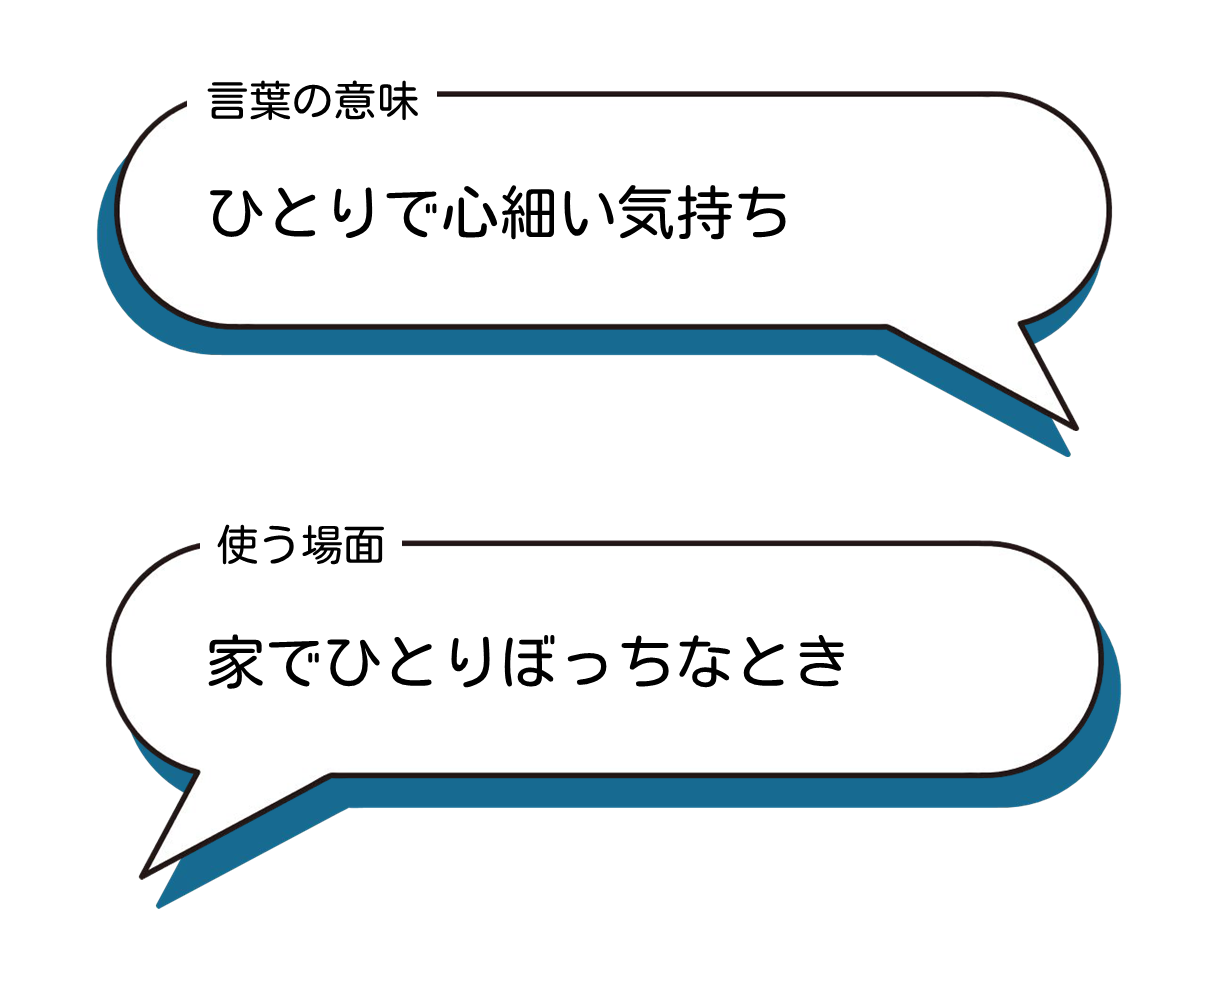 言葉の意味
ひとりで心細い気持ち
使う場面
家でひとりぼっちなとき